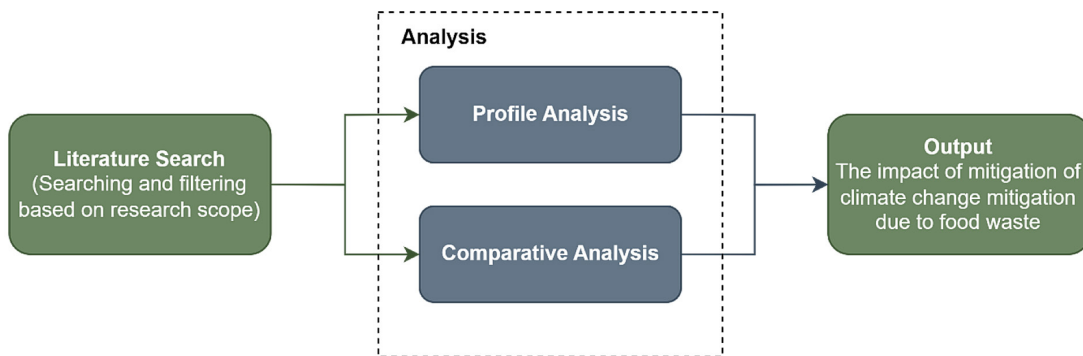 Analysis
Literature Search
(Searching and filtering
based on research scope)
Profile Analysis
Comparative Analysis
Output
The impact of mitigation of
climate change mitigation
due to food waste